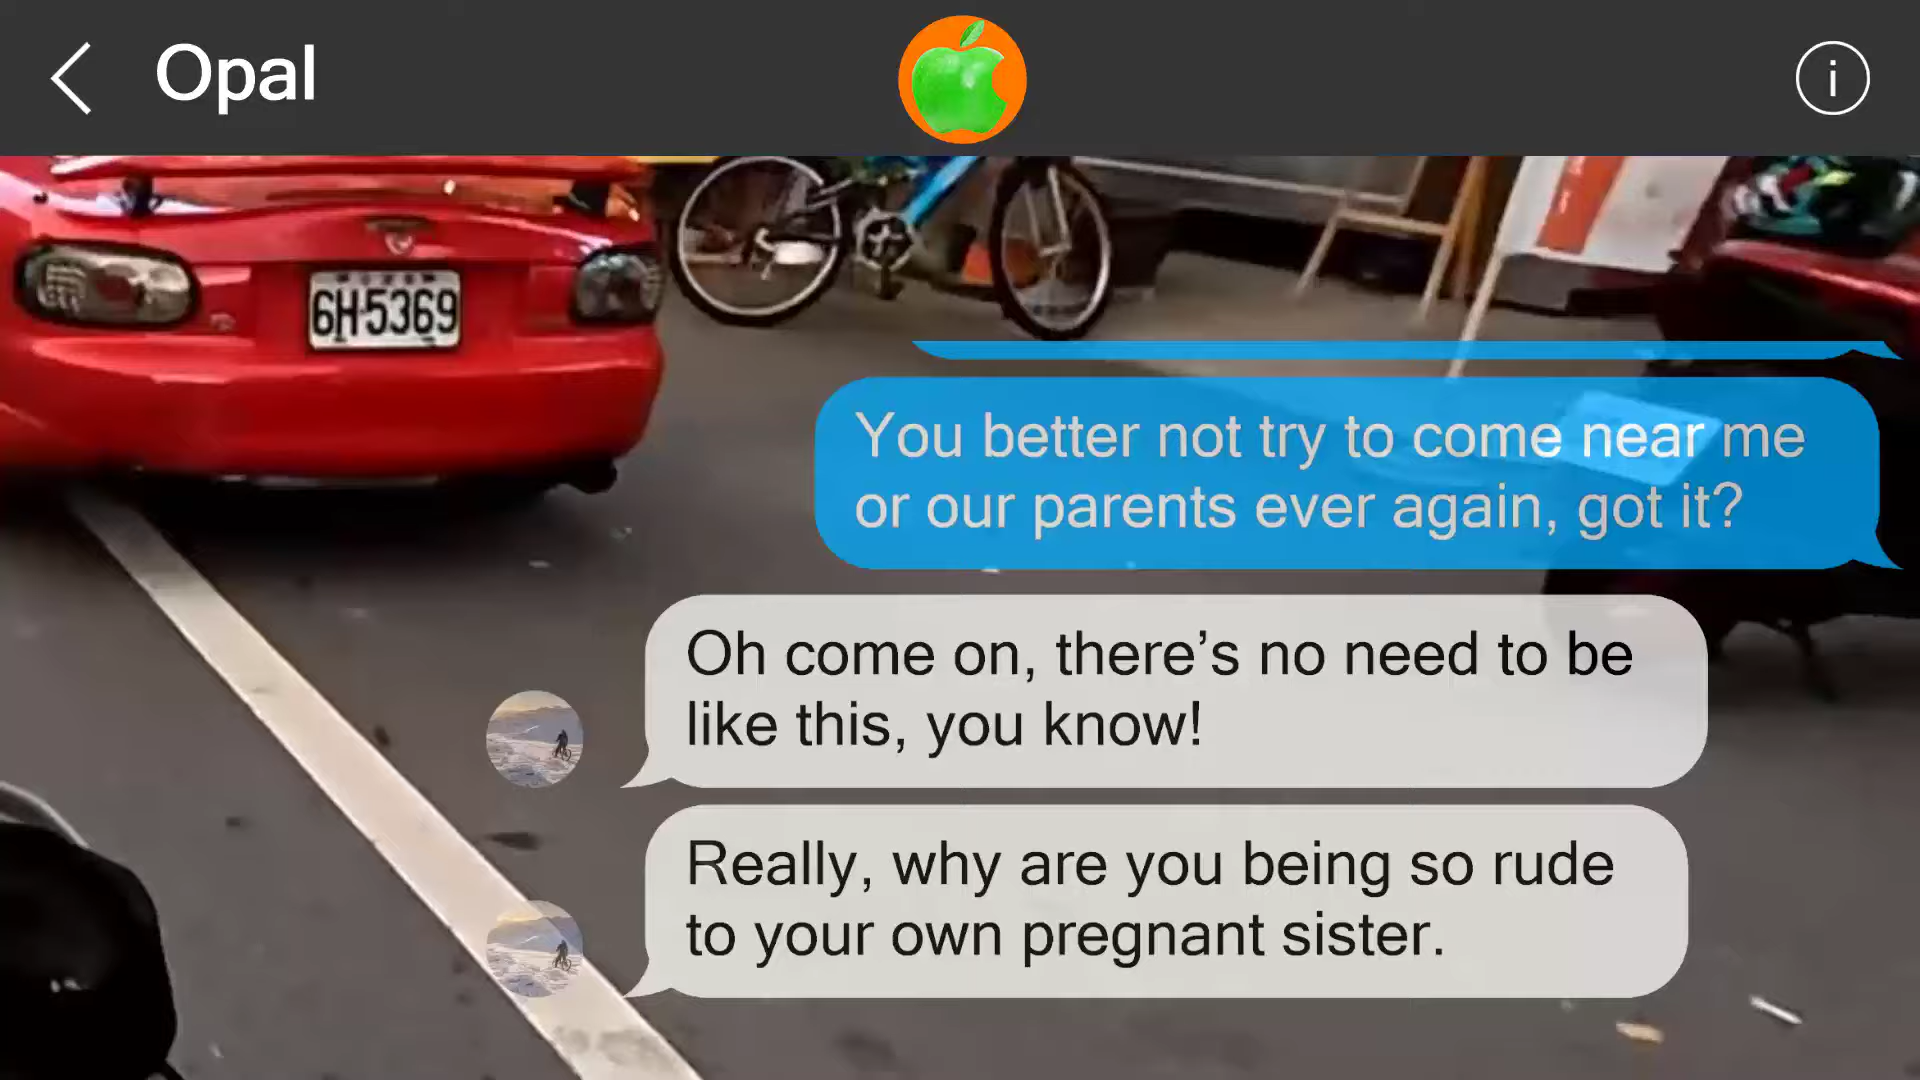 Opal
i
6H-5369
You better not try to come near me
or our parents ever again, got it?
Oh come on, there’s no need to be
like this, you know!
Really, why are you being so rude
to your own pregnant sister.